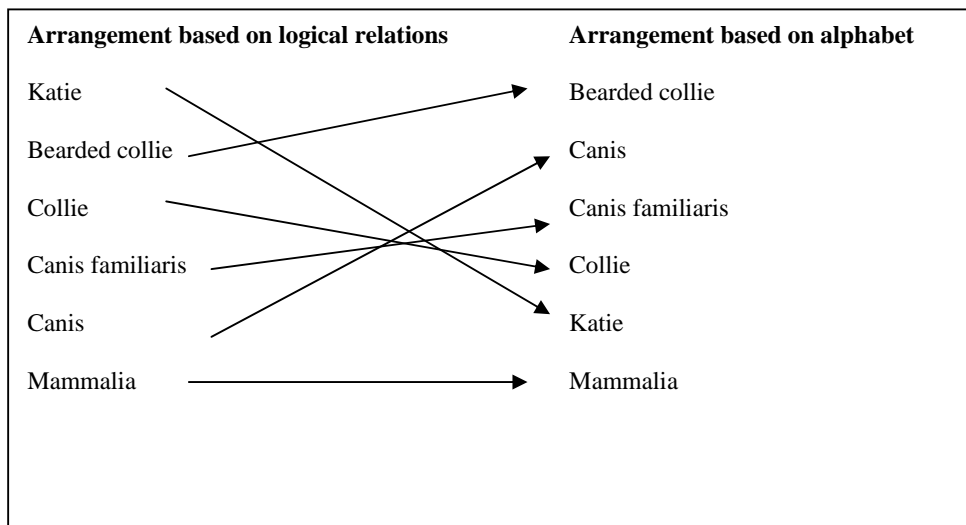 Arrangement based on logical relations
Katie
Bearded collie
Collie
Canis familiaris
Canis
Mammalia
Arrangement based on alphabet
Bearded collie
Canis
Canis familiaris
Collie
Katie
Mammalia